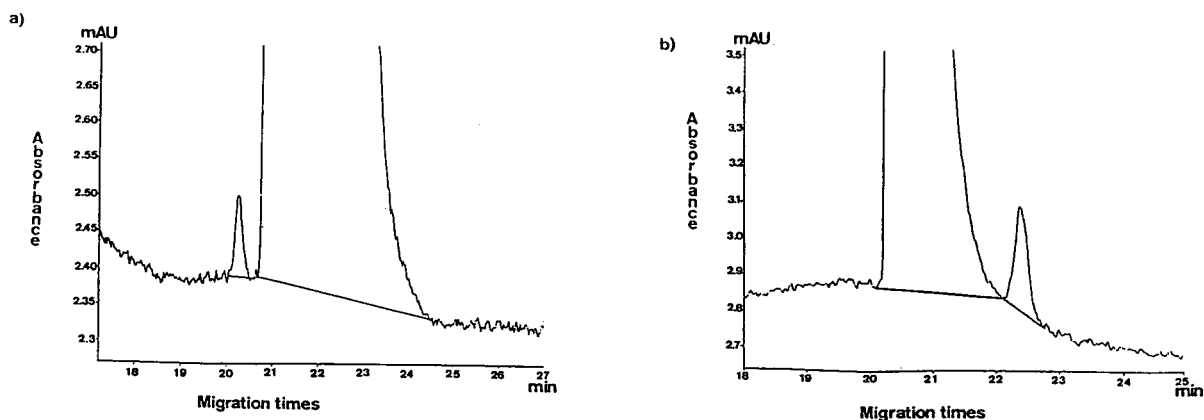 a)
mAU
2.70
2.65
2.60
2.55
2.50
2.45
2.40
2.35
2.3
Absorbance
18 19 20 21 22 23 24 25 26 27
min
Migration times
b)
mAU
3.5
3.4
3.3
3.2
3.1
3.0
2.9
2.8
2.7
Absorbance
18 19 20 21 22 23 24 25
min
Migration times